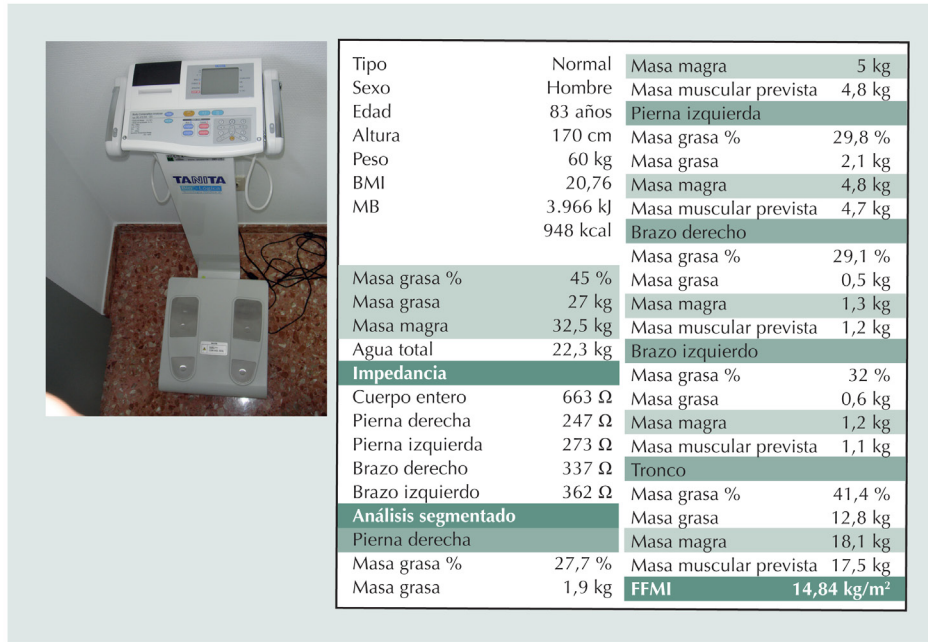 TANITA
Tipo Normal
Sexo Hombre
Edad 83 años
Altura 170 cm
Peso 60 kg
BMI 20,76
MB 3.966 kJ
948 kcal
Masa grasa % 45 %
Masa grasa 27 kg
Masa magra 32,5 kg
Agua total 22,3 kg
Impedancia
Cuerpo entero 663 Ω
Pierna derecha 247 Ω
Pierna izquierda 273 Ω
Brazo derecho 337 Ω
Brazo izquierdo 362 Ω
Análisis segmentado
Pierna derecha
Masa grasa % 27,7 %
Masa grasa 1,9 kg
Masa magra 5 kg
Masa muscular prevista 4,8 kg
Pierna izquierda
Masa grasa % 29,8 %
Masa grasa 2,1 kg
Masa magra 4,8 kg
Masa muscular prevista 4,7 kg
Brazo derecho
Masa grasa % 29,1 %
Masa grasa 0,5 kg
Masa magra 1,3 kg
Masa muscular prevista 1,2 kg
Brazo izquierdo
Masa grasa % 32 %
Masa grasa 0,6 kg
Masa magra 1,2 kg
Masa muscular prevista 1,1 kg
Tronco
Masa grasa % 41,4 %
Masa grasa 12,8 kg
Masa magra 18,1 kg
Masa muscular prevista 17,5 kg
FFMI 14,84 kg/m²